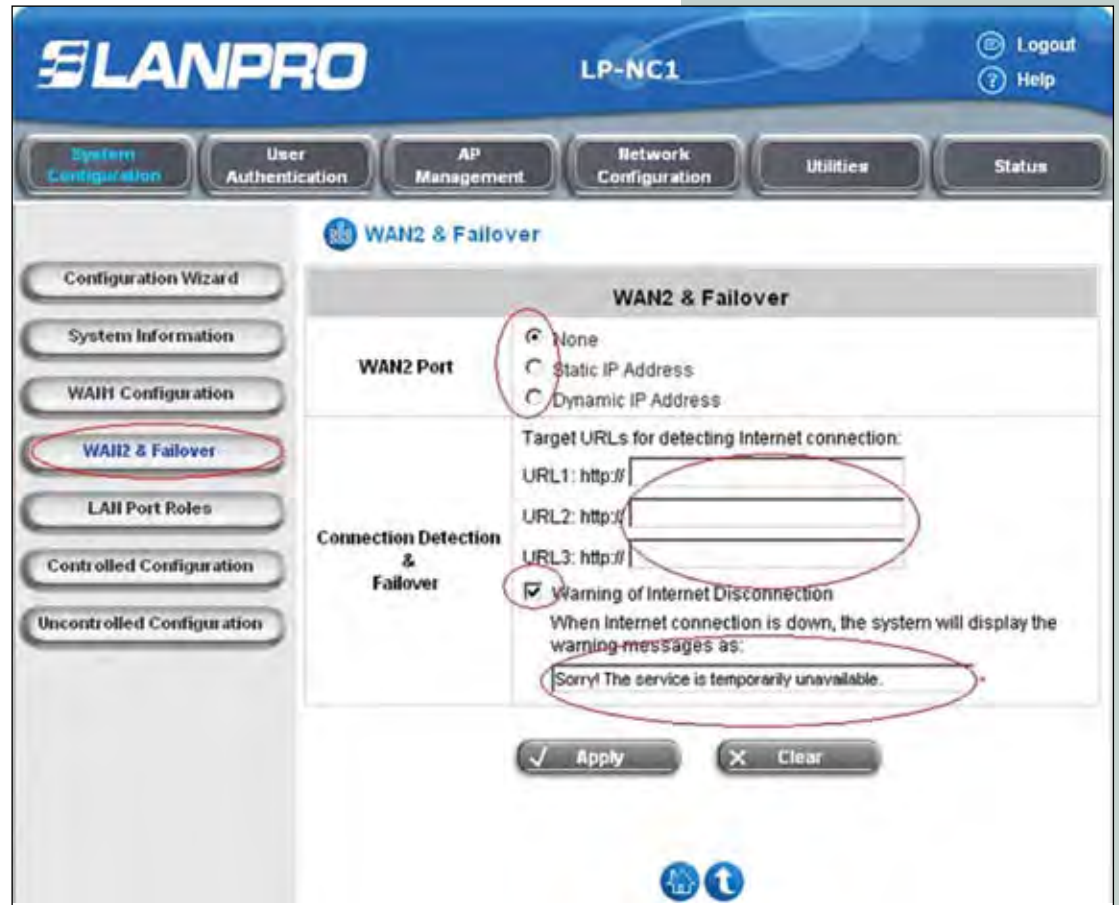 LANPRO
LP-NC1
Logout
Help
System Configuration
User Authentication
AP Management
Network Configuration
Utilities
Status
WAN2 & Failover
Configuration Wizard
System Information
WAN1 Configuration
WAN2 & Failover
LAN Port Roles
Controlled Configuration
Uncontrolled Configuration
WAN2 & Failover
WAN2 Port
None
Static IP Address
Dynamic IP Address
Connection Detection
&
Failover
Target URLs for detecting Internet connection:
URL1: http://
URL2: http://
URL3: http://
Warning of Internet Disconnection
When Internet connection is down, the system will display the
warning messages as:
Sorry! The service is temporarily unavailable.
*
Apply
Clear